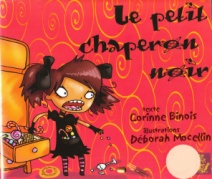 Le petit
chaperon
noir
texte
Corinne Binois
illustrations
Déborah Mocellin